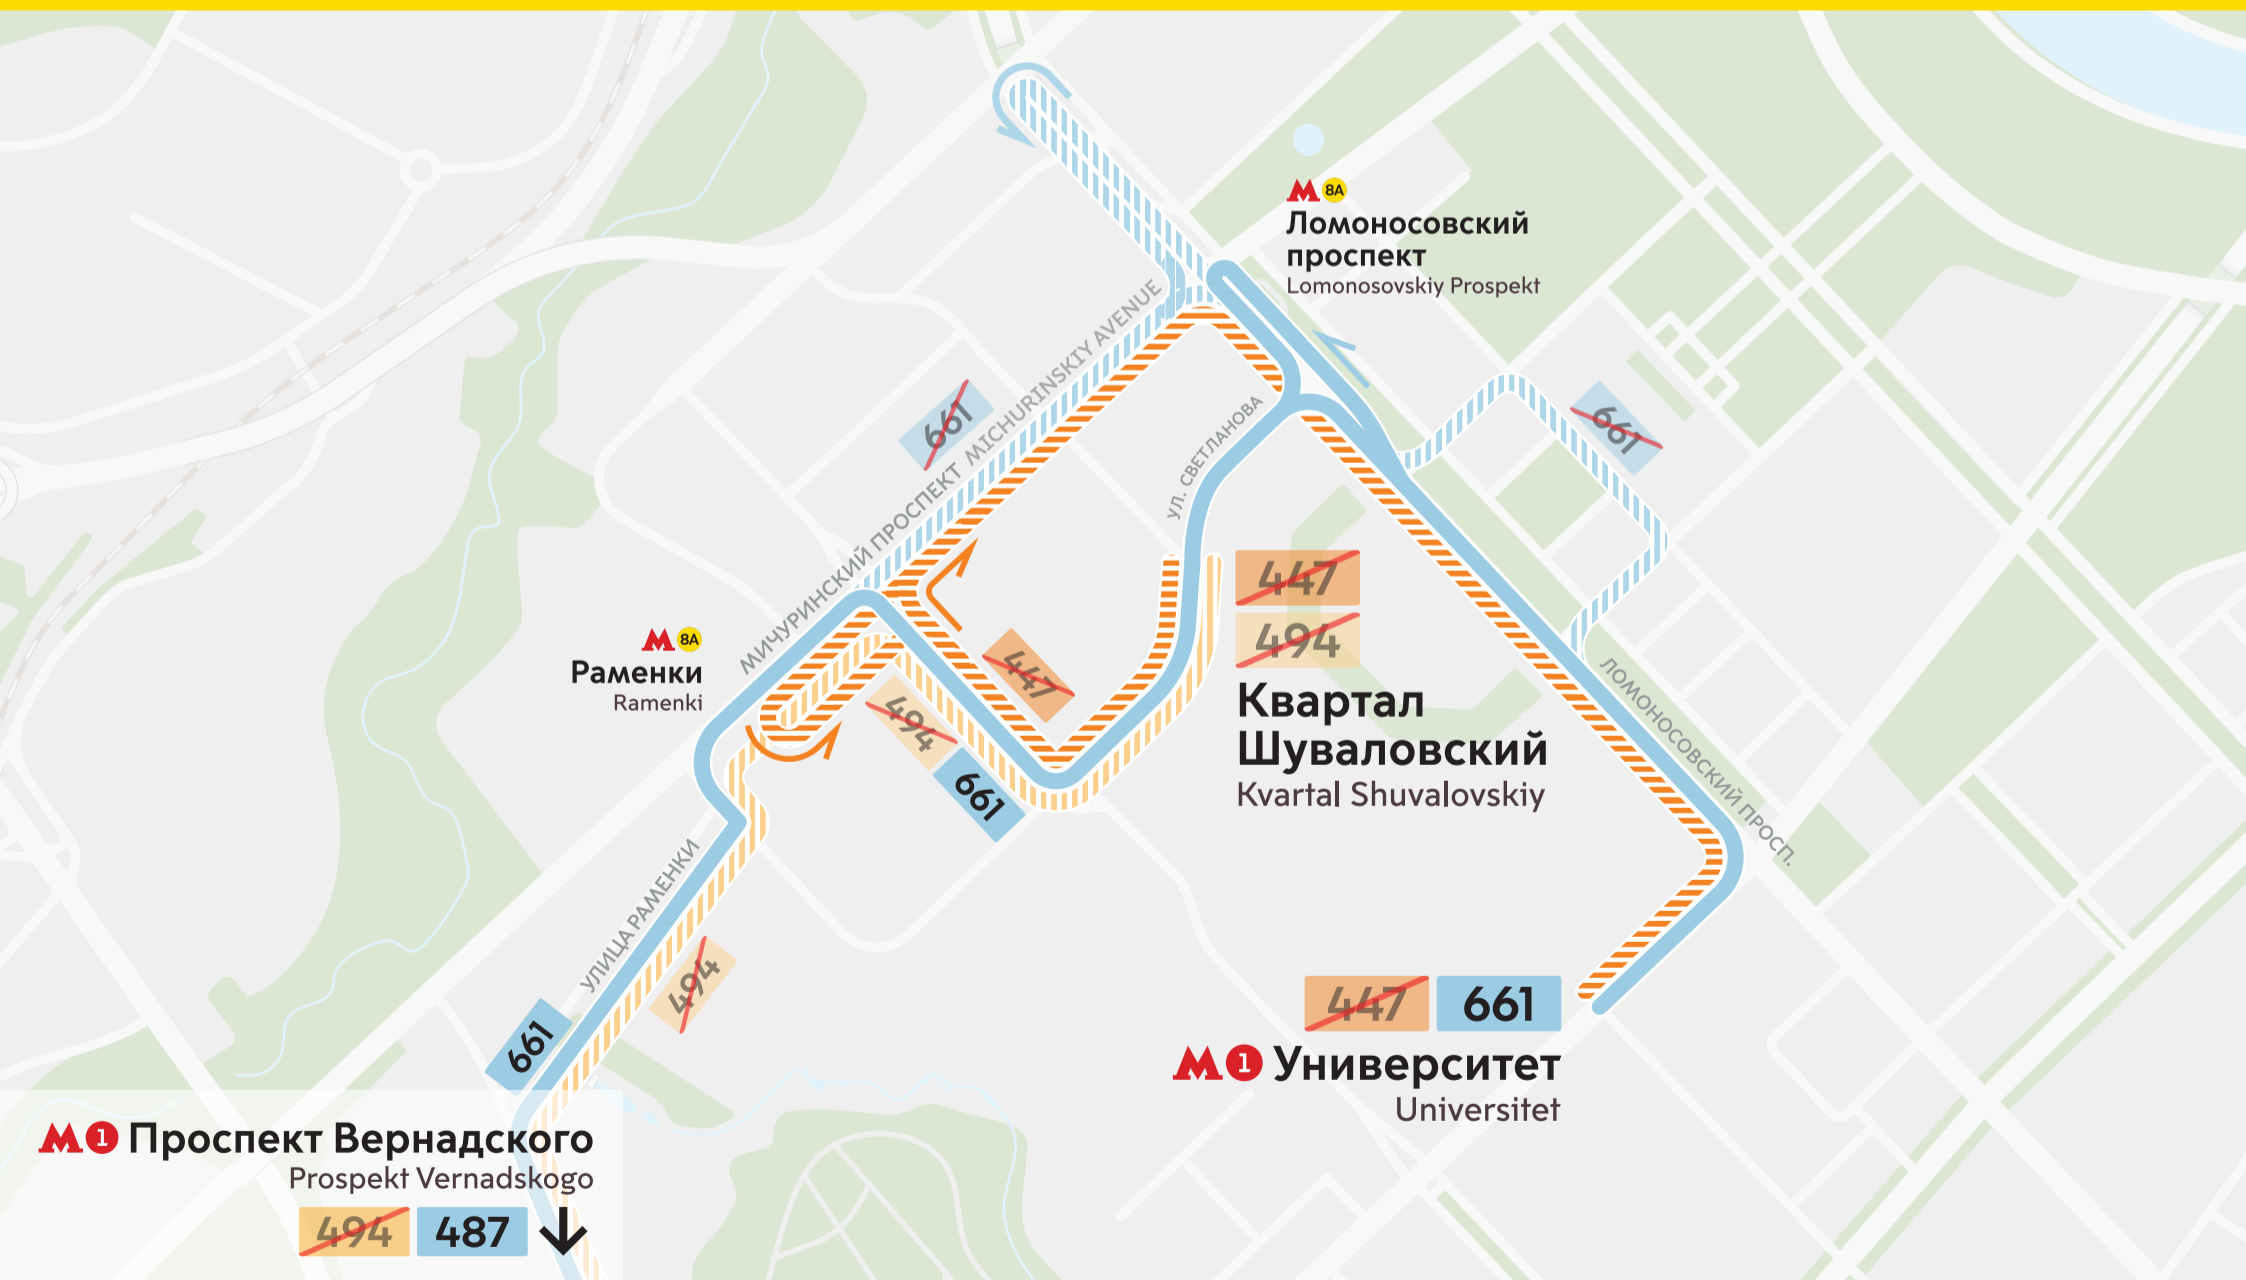 М 8А
Ломоносовский
проспект
Lomonosovskiy Prospekt
МИЧУРИНСКИЙ ПРОСПЕКТ MICHURINSKIY AVENUE
661
661
УЛ. СВЕТЛАНОВА
447
494
Квартал
Шуваловский
Kvartal Shuvalovskiy
М 8А
Раменки
Ramenki
447
494
661
ЛОМОНОСОВСКИЙ ПРОСП.
УЛИЦА РАМЕНКИ
494
661
447 661
М 1 Университет
Universitet
М 1 Проспект Вернадского
Prospekt Vernadskogo
494 487